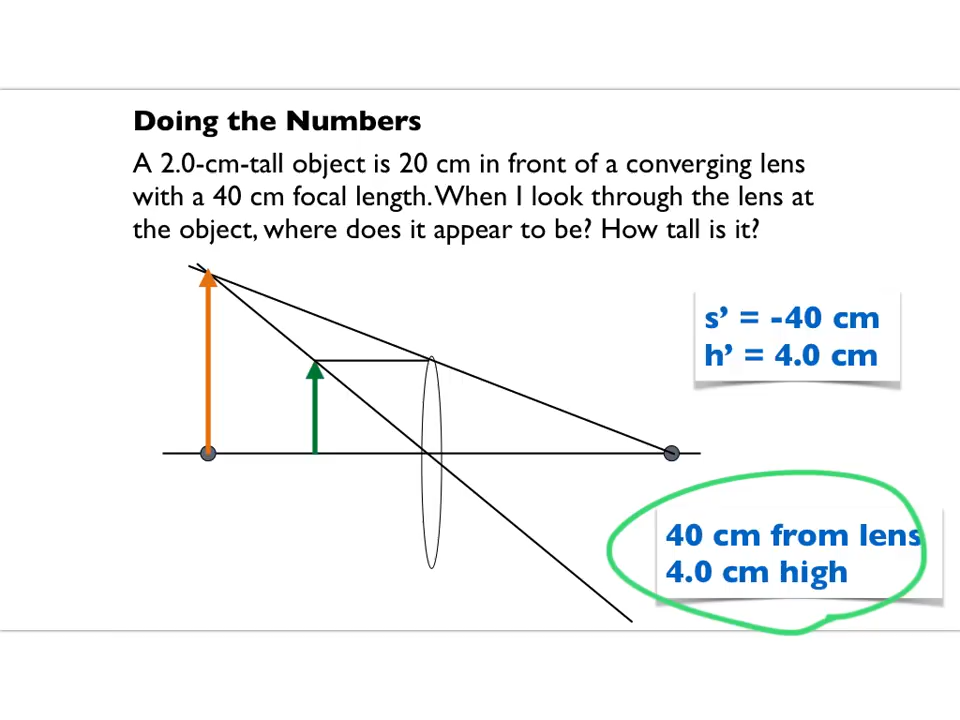 Doing the Numbers
A 2.0-cm-tall object is 20 cm in front of a converging lens
with a 40 cm focal length. When I look through the lens at
the object, where does it appear to be? How tall is it?
s’ = -40 cm
h’ = 4.0 cm
40 cm from lens
4.0 cm high